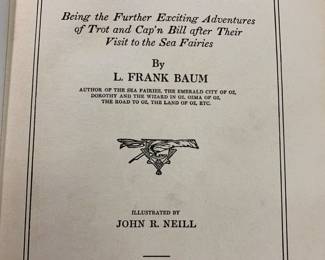 Being the Further Exciting Adventures
of Trot and Cap'n Bill after Their
Visit to the Sea Fairies
By
L. FRANK BAUM
AUTHOR OF THE SEA FAIRIES, THE EMERALD CITY OF OZ,
DOROTHY AND THE WIZARD IN OZ, OZMA OF OZ,
THE ROAD TO OZ, THE LAND OF OZ, ETC.
ILLUSTRATED BY
JOHN R. NEILL